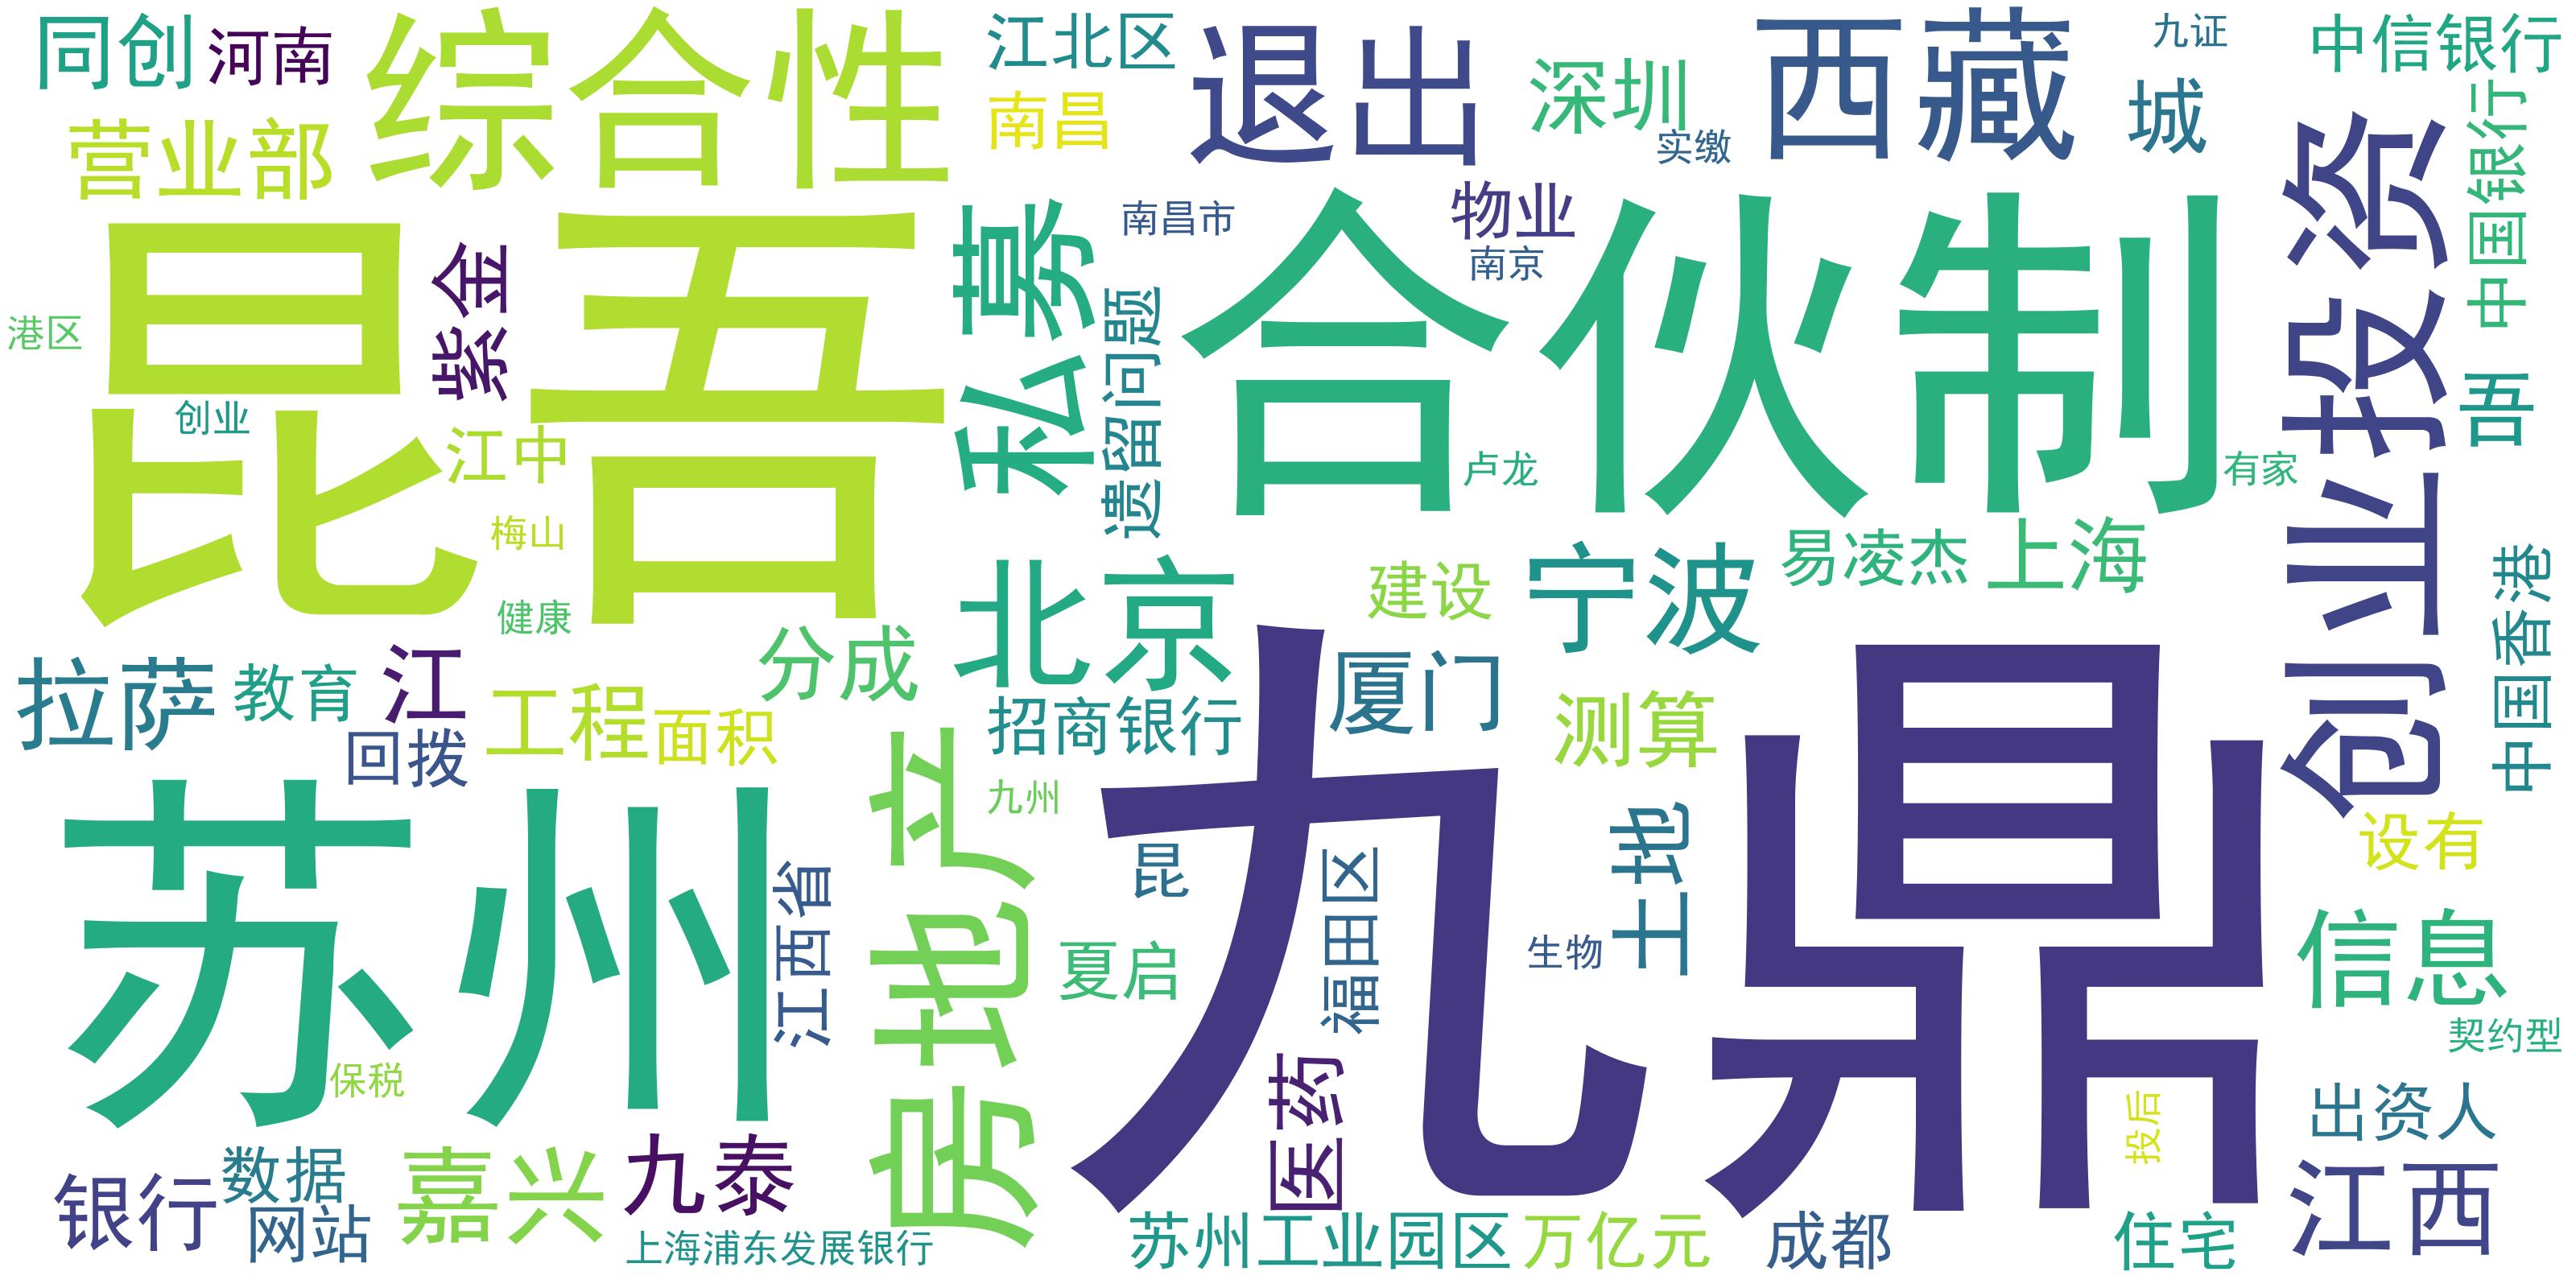 同创
河南
综合性
江北区
退出
深圳
西藏
九证
中信银行
营业部
南昌
实缴
城
中国银行
昆吾
紫金
私募
南昌市
物业
南京
合伙制
创业投资
港区
创业
江中
遗留问题
卢龙
有家
吾
梅山
北京
建设
宁波
易凌杰
上海
中国香港
健康
拉萨
教育
江
工程
面积
分成
招商银行
厦门
测算
回拨
九州
九鼎
苏州
房地产
江西省
昆
土地
设有
福田区
夏启
生物
信息
契约型
保税
医药
投后
出资人
数据
银行
网站
嘉兴
九泰
上海浦东发展银行
苏州工业园区
万亿元
成都
住宅
江西